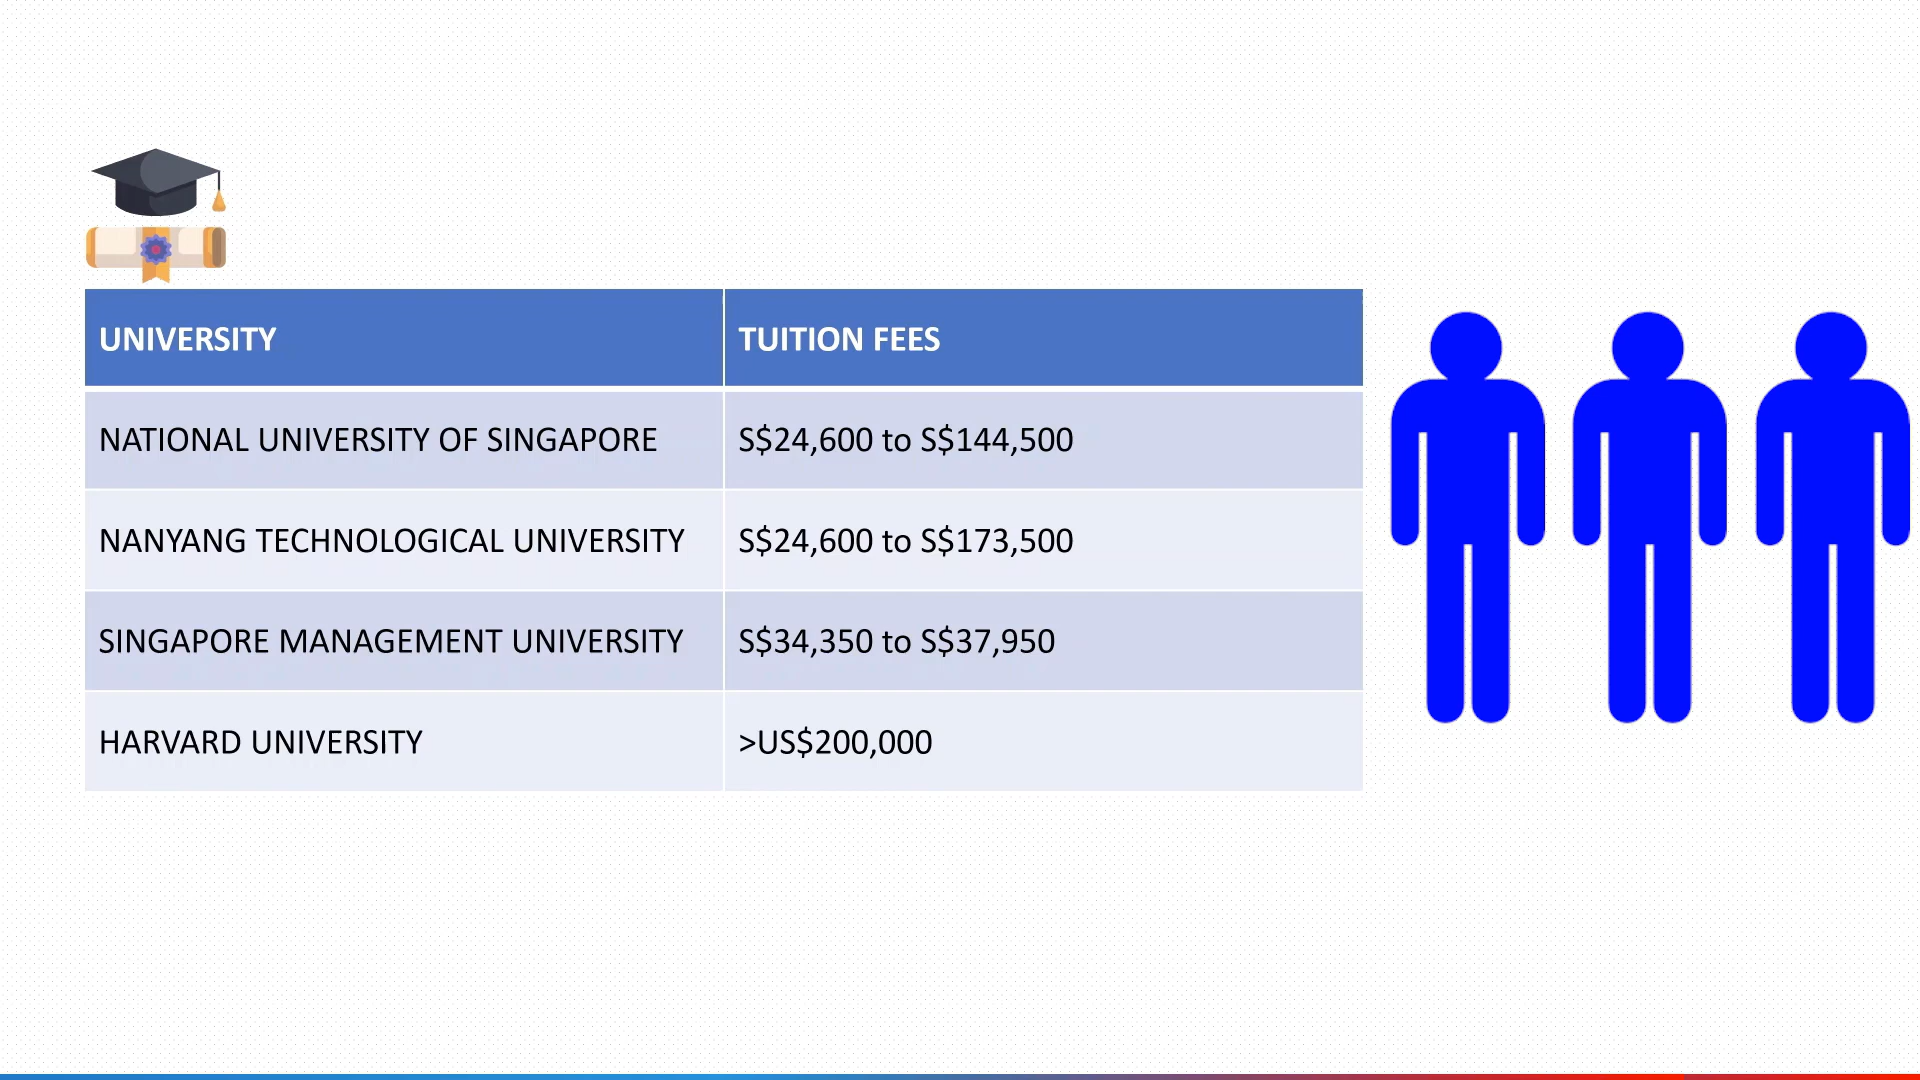 UNIVERSITY TUITION FEES
NATIONAL UNIVERSITY OF SINGAPORE S$24,600 to S$144,500
NANYANG TECHNOLOGICAL UNIVERSITY S$24,600 to S$173,500
SINGAPORE MANAGEMENT UNIVERSITY S$34,350 to S$37,950
HARVARD UNIVERSITY >US$200,000